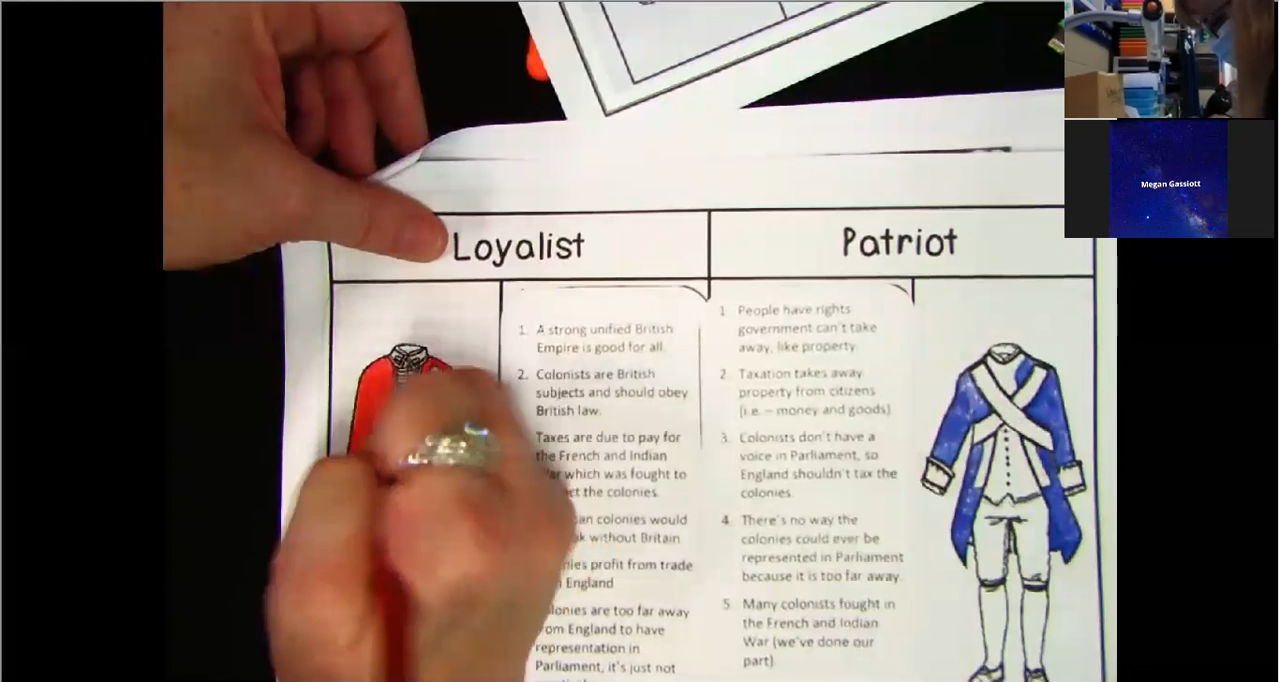 Megan Gassiott
Loyalist
1. A strong unified British
Empire is good for all.
2. Colonists are British
subjects and should obey
British law.
Taxes are due to pay for
the French and Indian
which was fought to
the colonies.
colonies would
without Britain
profit from trade
England
are too far away
England to have
representation in
Parliament, it's just not
Patriot
1. People have rights
government can't take
away, like property.
2. Taxation takes away
property from citizens
(i.e. – money and goods)
3. Colonists don't have a
voice in Parliament, so
England shouldn't tax the
colonies.
4. There's no way the
colonies could ever be
represented in Parliament
because it is too far away.
5. Many colonists fought in
the French and Indian
War (we've done our
part)